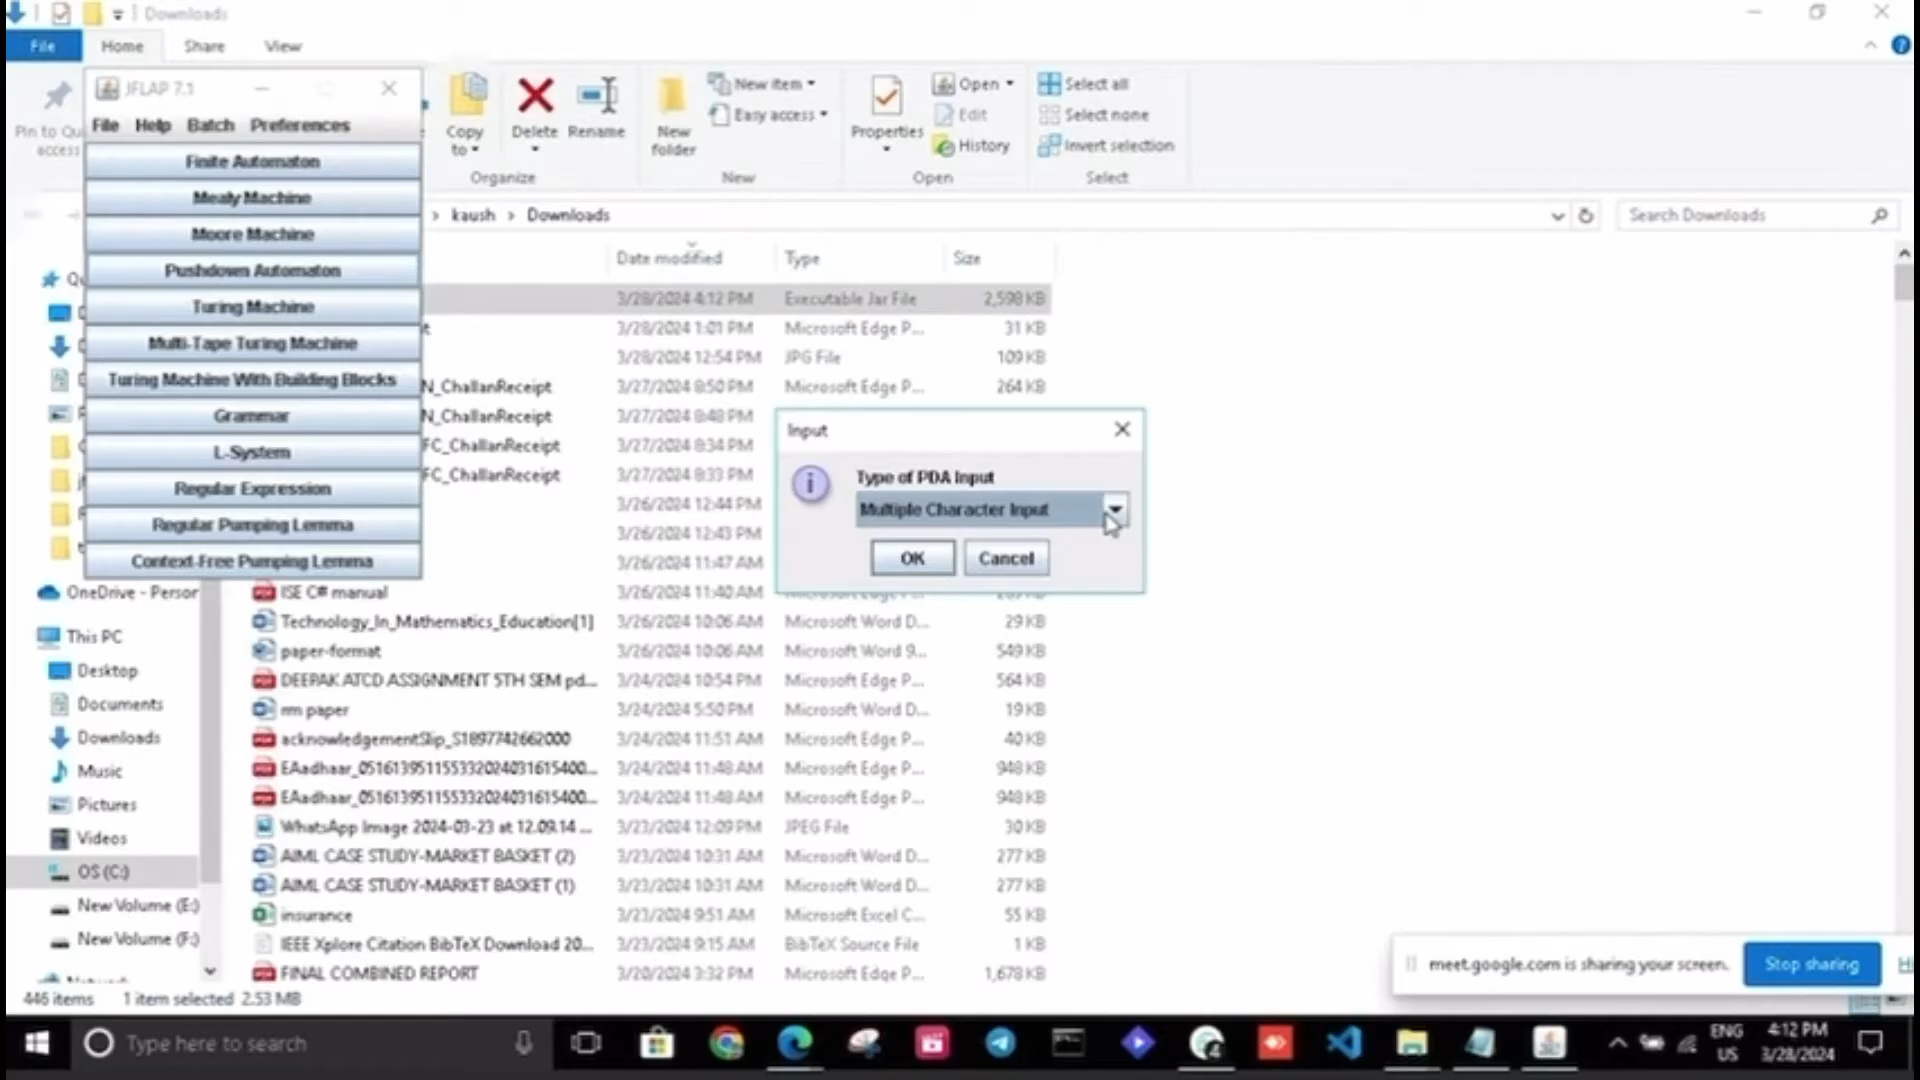 Downloads
File Home Share View
JFLAP 7.1
File Help Batch Preferences
Finite Automaton
Mealy Machine
Moore Machine
Pushdown Automaton
Turing Machine
Multi-Tape Turing Machine
Turing Machine With Building Blocks
Grammar
L-System
Regular Expression
Regular Pumping Lemma
Context-Free Pumping Lemma
Pin to Qu
access
Copy
to
Delete
Rename
Organize
New
folder
New item
Easy access
New
Properties
Open
Edit
History
Open
Select all
Select none
Invert selection
Select
kaush > Downloads
Search Downloads
Date modified Type Size
3/28/2024 4:12 PM Executable Jar File 2,598 KB
3/28/2024 1:01 PM Microsoft Edge P... 31 KB
3/28/2024 12:54 PM JPG File 109 KB
N_ChallanReceipt 3/27/2024 8:50 PM Microsoft Edge P... 264 KB
N_ChallanReceipt 3/27/2024 8:48 PM
FC_ChallanReceipt 3/27/2024 8:34 PM
FC_ChallanReceipt 3/27/2024 8:33 PM
3/26/2024 12:44 PM
3/26/2024 12:43 PM
3/26/2024 11:47 AM
ISE C# manual 3/26/2024 11:40 AM
Technology_In_Mathematics_Education[1] 3/26/2024 10:06 AM Microsoft Word D... 29 KB
paper-format 3/26/2024 10:06 AM Microsoft Word 9... 549 KB
DEEPAK ATCD ASSIGNMENT 5TH SEM pd... 3/24/2024 10:54 PM Microsoft Edge P... 564 KB
rm paper 3/24/2024 5:50 PM Microsoft Word D... 19 KB
acknowledgementSlip_S1897742662000 3/24/2024 11:51 AM Microsoft Edge P... 40 KB
EAadhaar_051613951155332024031615400... 3/24/2024 11:48 AM Microsoft Edge P... 948 KB
EAadhaar_051613951155332024031615400... 3/24/2024 11:48 AM Microsoft Edge P... 948 KB
WhatsApp Image 2024-03-23 at 12.09.14 ... 3/23/2024 12:09 PM JPEG File 30 KB
AIML CASE STUDY-MARKET BASKET (2) 3/23/2024 10:31 AM Microsoft Word D... 277 KB
AIML CASE STUDY-MARKET BASKET (1) 3/23/2024 10:31 AM Microsoft Word D... 277 KB
insurance 3/23/2024 9:51 AM Microsoft Excel C... 55 KB
IEEE Xplore Citation BibTeX Download 20... 3/23/2024 9:15 AM BibTeX Source File 1 KB
FINAL COMBINED REPORT 3/20/2024 3:32 PM Microsoft Edge P... 1,678 KB
Input
Type of PDA Input
Multiple Character Input
OK Cancel
OneDrive - Person
This PC
Desktop
Documents
Downloads
Music
Pictures
Videos
OS (C:)
New Volume (E:)
New Volume (F:)
446 items 1 item selected 2.53 MB
meet.google.com is sharing your screen. Stop sharing
Type here to search
ENG
US
4:12 PM
3/28/2024